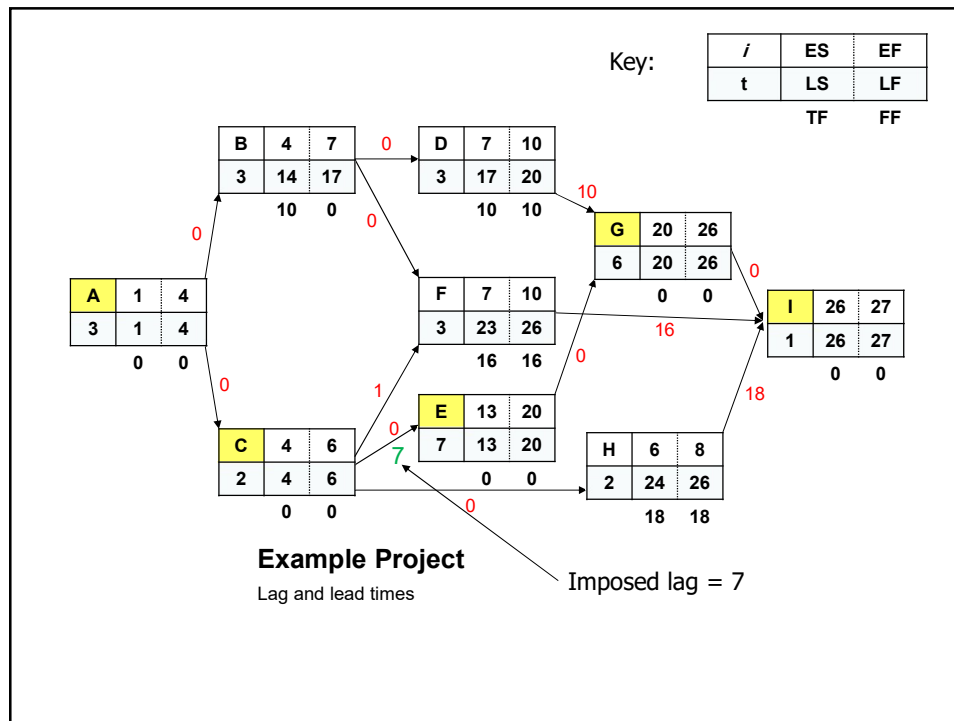 Key:
i ES EF
t LS LF
TF FF
B 4 7
3 14 17
10 0
0
D 7 10
3 17 20
10 10
10
0
0
G 20 26
6 20 26
0 0
0
A 1 4
3 1 4
0 0
F 7 10
3 23 26
16 16
16
I 26 27
1 26 27
0 0
0
0
1
0
7
E 13 20
7 13 20
0 0
18
C 4 6
2 4 6
0 0
0
H 6 8
2 24 26
18 18
Example Project
Lag and lead times
Imposed lag = 7